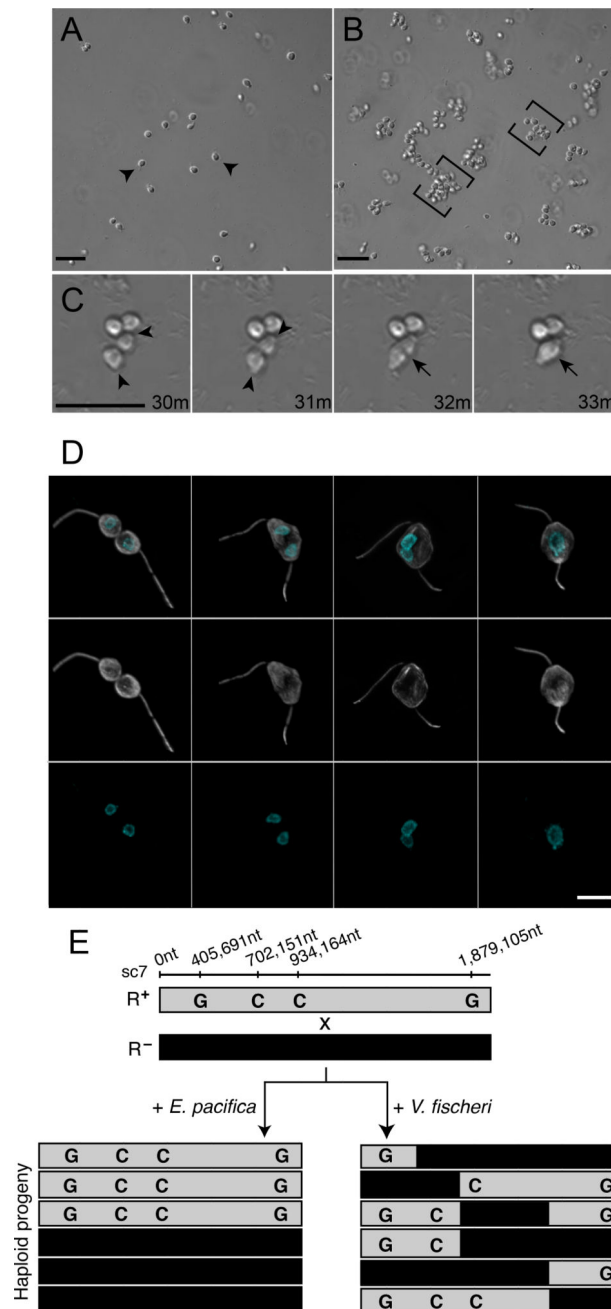 A
B
C
30m
31m
32m
33m
D
E
sc7
0nt
405,691nt
702,151nt
934,164nt
1,879,105nt
R+
G C C G
x
R−
+ E. pacifica
+ V. fischeri
Haploid progeny
G C C G
G C C G
G C C G
G
C G
G C G
G C
G
G C C